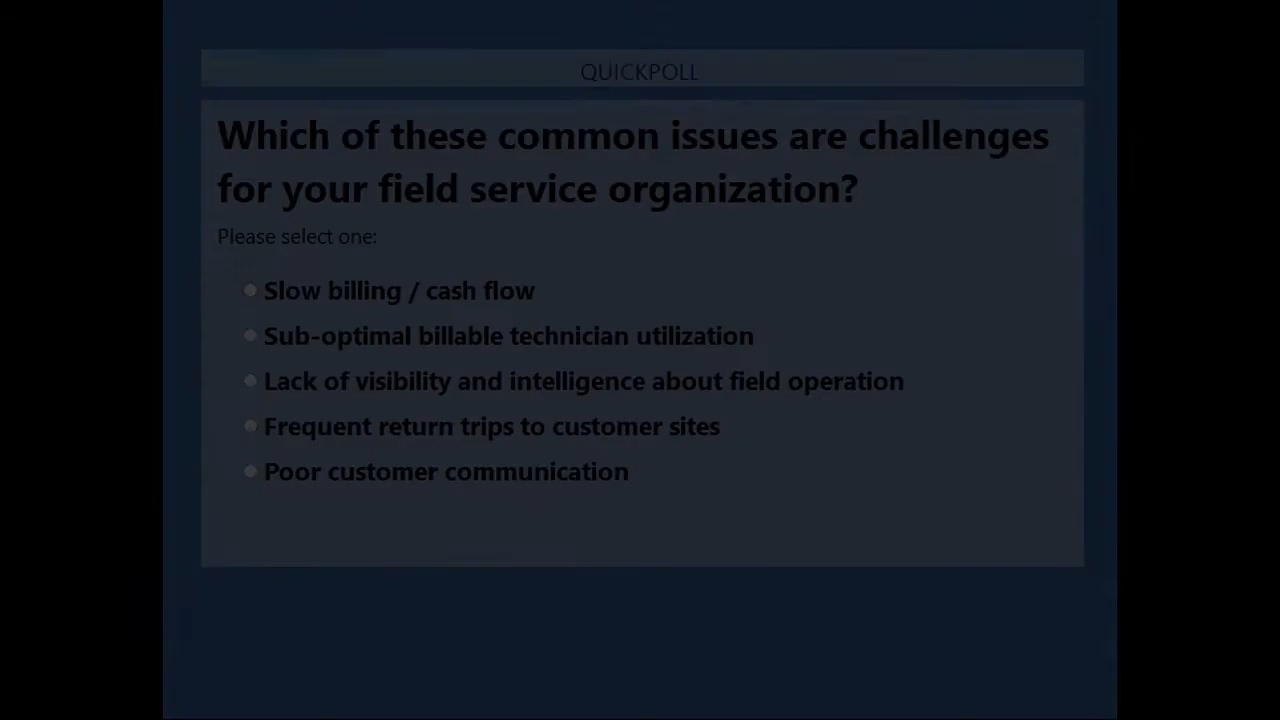 QUICKPOLL
Which of these common issues are challenges
for your field service organization?
Please select one:
Slow billing / cash flow
Sub-optimal billable technician utilization
Lack of visibility and intelligence about field operation
Frequent return trips to customer sites
Poor customer communication